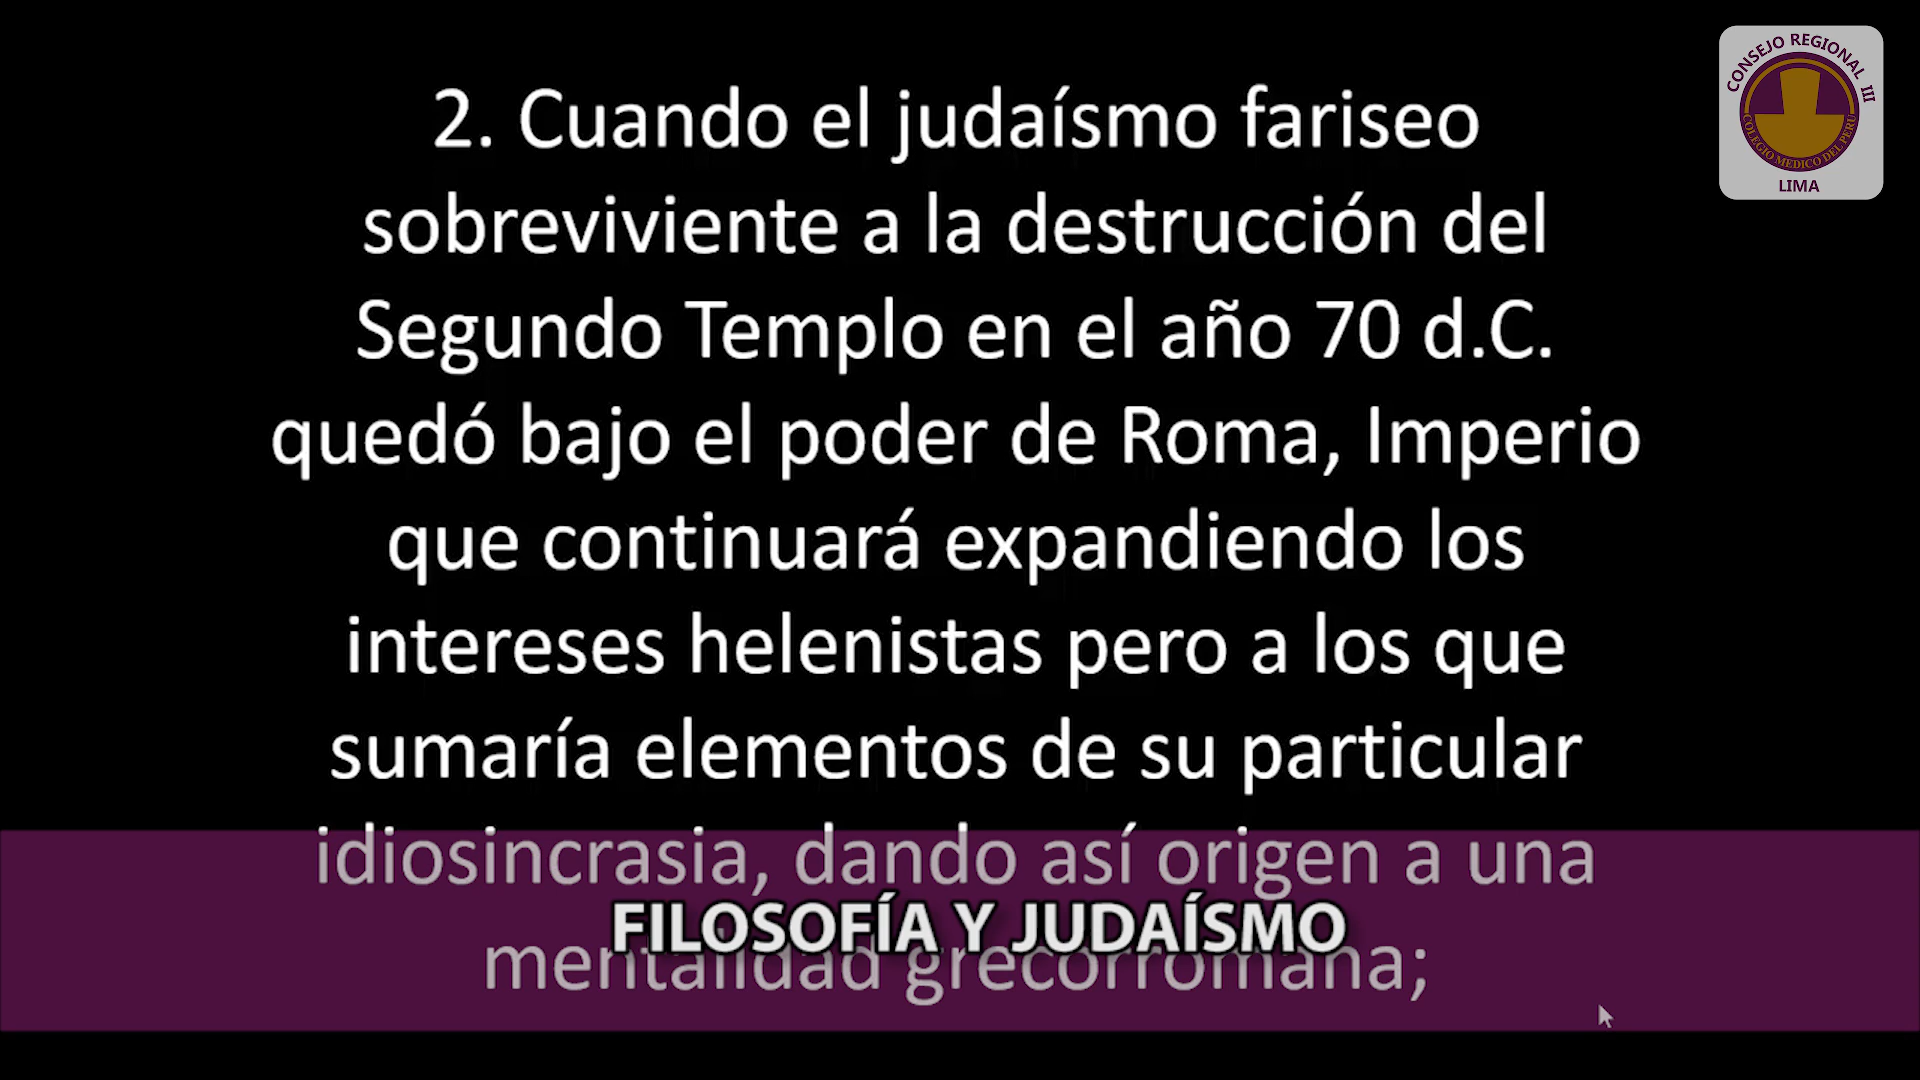 2. Cuando el judaísmo fariseo
sobreviviente a la destrucción del
Segundo Templo en el año 70 d.C.
quedó bajo el poder de Roma, Imperio
que continuará expandiendo los
intereses helenistas pero a los que
sumaría elementos de su particular
idiosincrasia, dando así origen a una
mentalidad grecorromana;
FILOSOFÍA Y JUDAÍSMO
CONSEJO REGIONAL III
COLEGIO MEDICO DEL PERU
LIMA